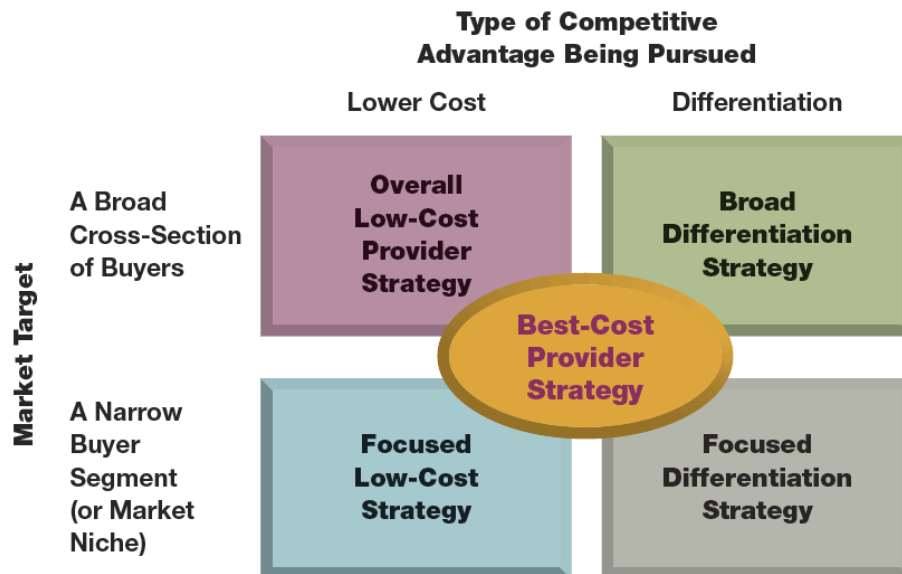 Type of Competitive
Advantage Being Pursued
Lower Cost
Differentiation
Market Target
A Broad
Cross-Section
of Buyers
Overall
Low-Cost
Provider
Strategy
Broad
Differentiation
Strategy
Best-Cost
Provider
Strategy
A Narrow
Buyer
Segment
(or Market
Niche)
Focused
Low-Cost
Strategy
Focused
Differentiation
Strategy